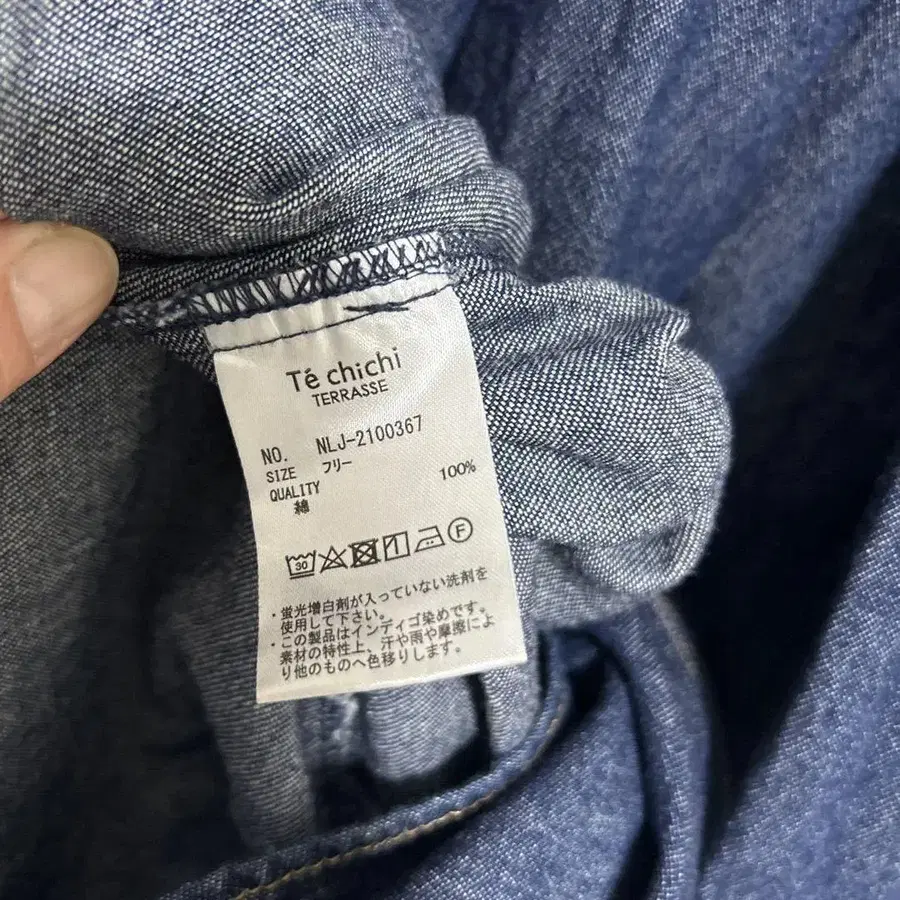 Té chichi
TERRASSE
NO. NLJ-2100367
SIZE フリー
QUALITY
綿 100%
30 F
・蛍光増白剤が入っていない洗剤を
使用して下さい。
・この製品はインディゴ染めです。
素材の特性上、汗や雨や摩擦によ
り他のものへ色移りします。